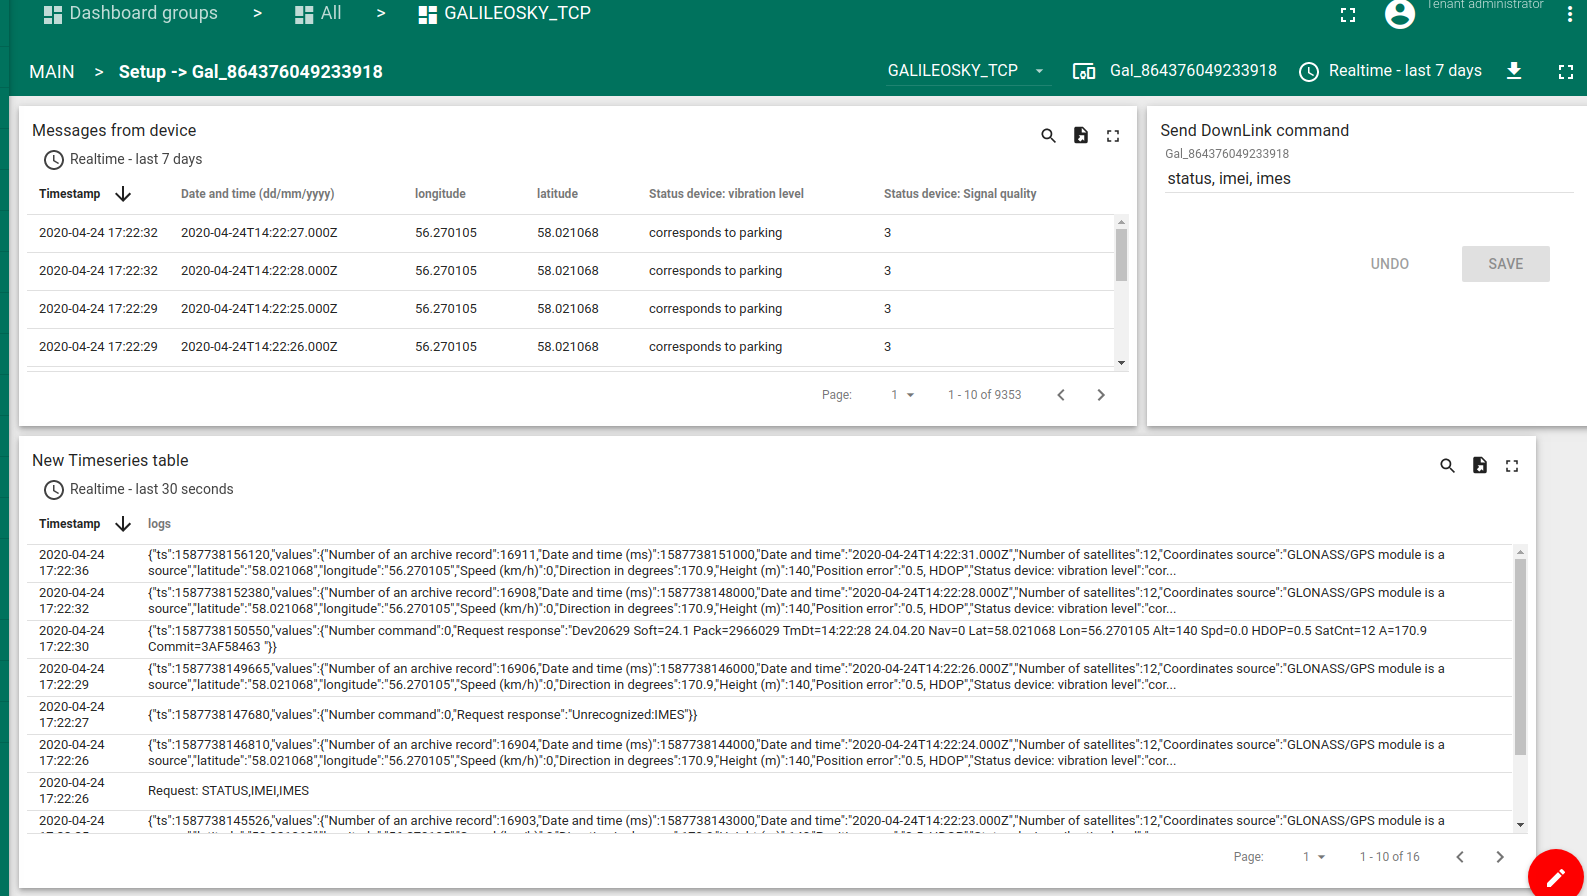 Dashboard groups > All > GALILEOSKY_TCP
Tenant administrator
MAIN > Setup -> Gal_864376049233918
GALILEOSKY_TCP Gal_864376049233918 Realtime - last 7 days
Messages from device
Realtime - last 7 days
Timestamp Date and time (dd/mm/yyyy) longitude latitude Status device: vibration level Status device: Signal quality
2020-04-24 17:22:32 2020-04-24T14:22:27.000Z 56.270105 58.021068 corresponds to parking 3
2020-04-24 17:22:32 2020-04-24T14:22:28.000Z 56.270105 58.021068 corresponds to parking 3
2020-04-24 17:22:29 2020-04-24T14:22:25.000Z 56.270105 58.021068 corresponds to parking 3
2020-04-24 17:22:29 2020-04-24T14:22:26.000Z 56.270105 58.021068 corresponds to parking 3
Page: 1 1 - 10 of 9353
Send DownLink command
Gal_864376049233918
status, imei, imes
UNDO SAVE
New Timeseries table
Realtime - last 30 seconds
Timestamp logs
2020-04-24 {"ts":1587738156120,"values":{"Number of an archive record":16911,"Date and time (ms)":1587738151000,"Date and time":"2020-04-24T14:22:31.000Z","Number of satellites":12,"Coordinates source":"GLONASS/GPS module is a
17:22:36 source","latitude":"58.021068","longitude":"56.270105","Speed (km/h)":0,"Direction in degrees":170.9,"Height (m)":140,"Position error":"0.5, HDOP","Status device: vibration level":"cor...
2020-04-24 {"ts":1587738152380,"values":{"Number of an archive record":16908,"Date and time (ms)":1587738148000,"Date and time":"2020-04-24T14:22:28.000Z","Number of satellites":12,"Coordinates source":"GLONASS/GPS module is a
17:22:32 source","latitude":"58.021068","longitude":"56.270105","Speed (km/h)":0,"Direction in degrees":170.9,"Height (m)":140,"Position error":"0.5, HDOP","Status device: vibration level":"cor...
2020-04-24 {"ts":1587738150550,"values":{"Number command":0,"Request response":"Dev20629 Soft=24.1 Pack=2966029 TmDt=14:22:28 24.04.20 Nav=0 Lat=58.021068 Lon=56.270105 Alt=140 Spd=0.0 HDOP=0.5 SatCnt=12 A=170.9
17:22:30 Commit=3AF58463 "}}
2020-04-24 {"ts":1587738149665,"values":{"Number of an archive record":16906,"Date and time (ms)":1587738146000,"Date and time":"2020-04-24T14:22:26.000Z","Number of satellites":12,"Coordinates source":"GLONASS/GPS module is a
17:22:29 source","latitude":"58.021068","longitude":"56.270105","Speed (km/h)":0,"Direction in degrees":170.9,"Height (m)":140,"Position error":"0.5, HDOP","Status device: vibration level":"cor...
2020-04-24
17:22:27 {"ts":1587738147680,"values":{"Number command":0,"Request response":"Unrecognized:IMES"}}
2020-04-24 {"ts":1587738146810,"values":{"Number of an archive record":16904,"Date and time (ms)":1587738144000,"Date and time":"2020-04-24T14:22:24.000Z","Number of satellites":12,"Coordinates source":"GLONASS/GPS module is a
17:22:26 source","latitude":"58.021068","longitude":"56.270105","Speed (km/h)":0,"Direction in degrees":170.9,"Height (m)":140,"Position error":"0.5, HDOP","Status device: vibration level":"cor...
2020-04-24
17:22:26 Request: STATUS,IMEI,IMES
2020-04-24 {"ts":1587738145526,"values":{"Number of an archive record":16903,"Date and time (ms)":1587738143000,"Date and time":"2020-04-24T14:22:23.000Z","Number of satellites":12,"Coordinates source":"GLONASS/GPS module is a
Page: 1 1 - 10 of 16